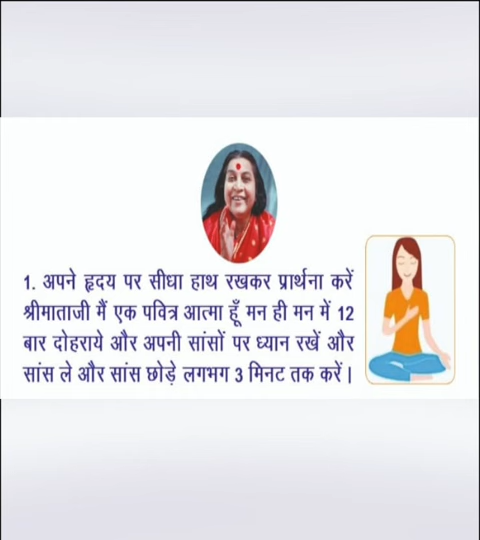 1. अपने हृदय पर सीधा हाथ रखकर प्रार्थना करें
श्रीमाताजी मैं एक पवित्र आत्मा हूँ मन ही मन में 12
बार दोहराये और अपनी सांसों पर ध्यान रखें और
सांस ले और सांस छोड़े लगभग 3 मिनट तक करें।